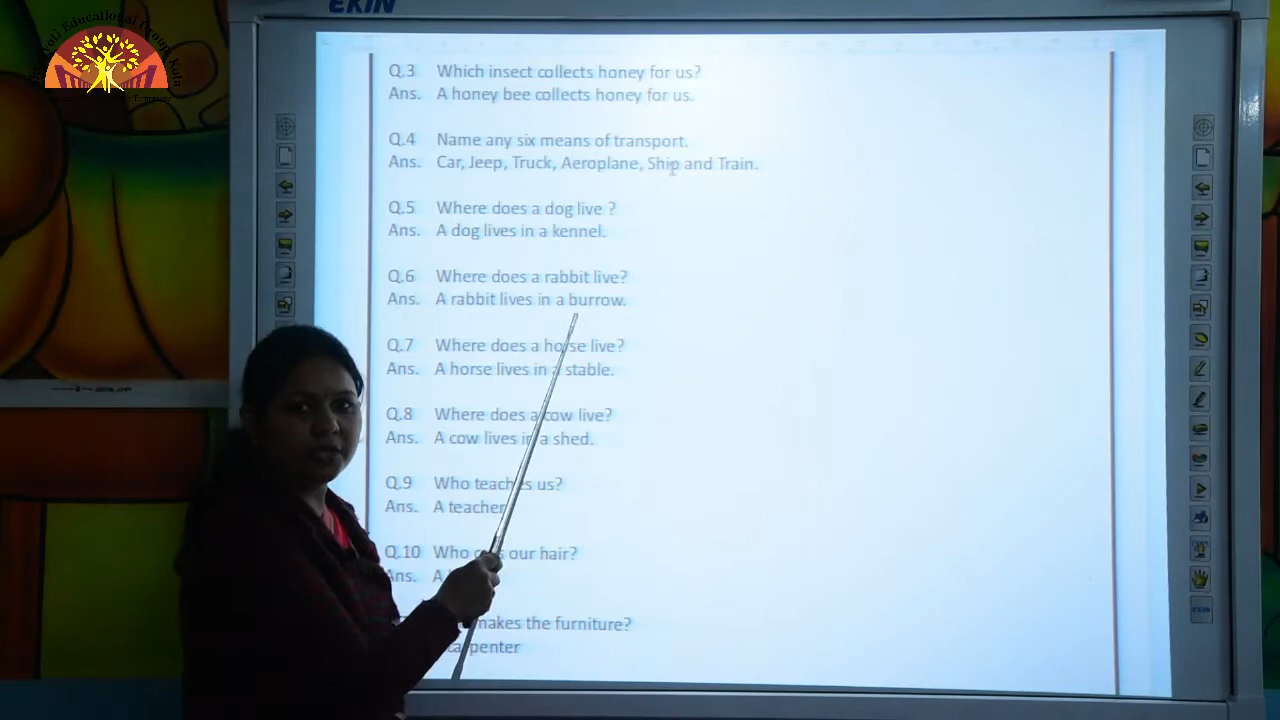 EKIN
Educational Group, Kota
Q.3 Which insect collects honey for us?
Ans. A honey bee collects honey for us.
Q.4 Name any six means of transport.
Ans. Car, Jeep, Truck, Aeroplane, Ship and Train.
Q.5 Where does a dog live ?
Ans. A dog lives in a kennel.
Q.6 Where does a rabbit live?
Ans. A rabbit lives in a burrow.
Q.7 Where does a horse live?
Ans. A horse lives in a stable.
Q.8 Where does a cow live?
Ans. A cow lives in a shed.
Q.9 Who teaches us?
Ans. A teacher
Q.10 Who our hair?
Ans. A
makes the furniture?
carpenter
EKIN